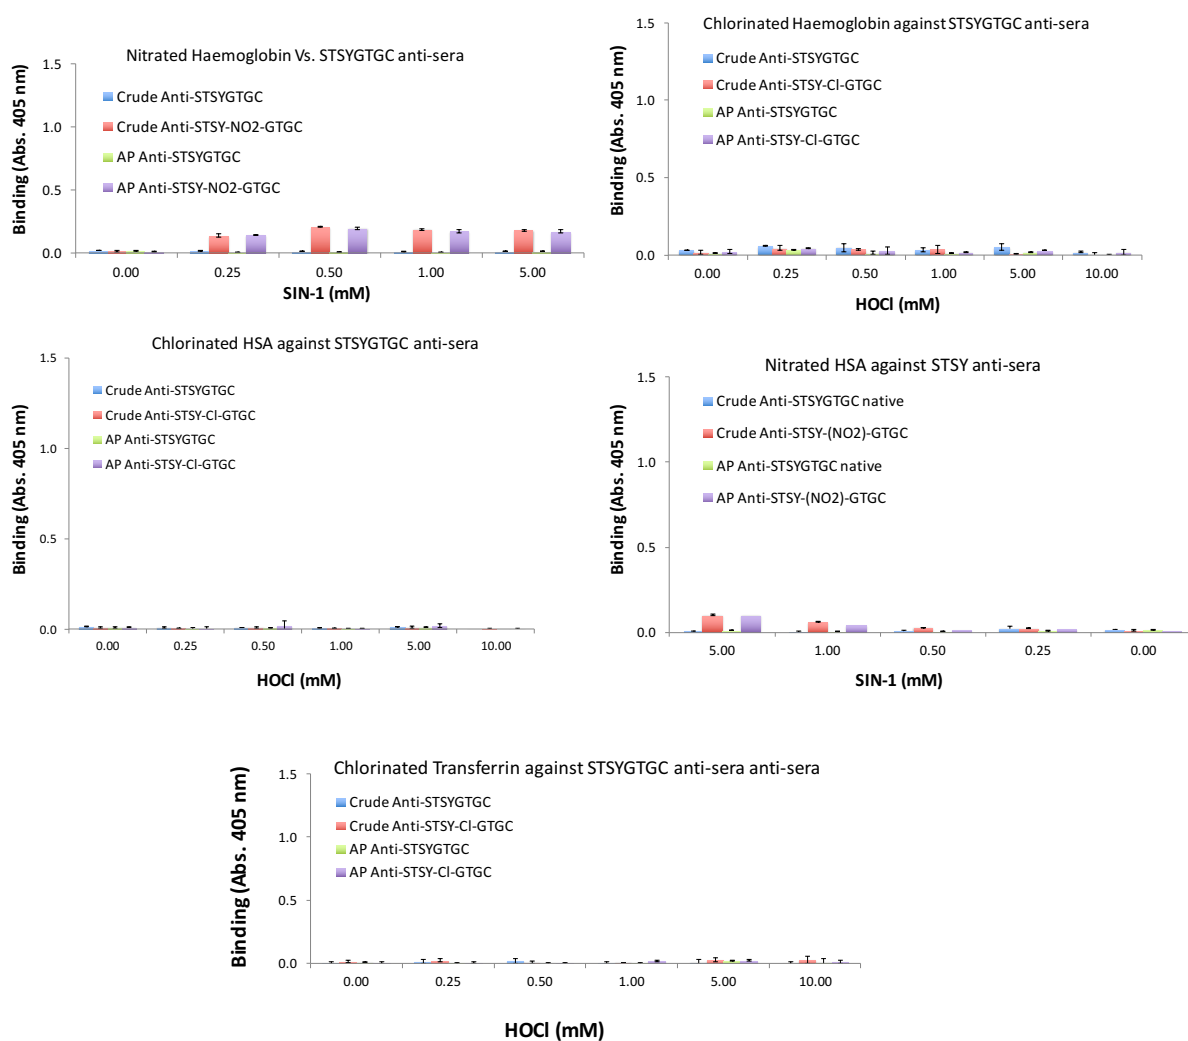 Nitrated Haemoglobin Vs. STSYGTGC anti-sera
Binding (Abs. 405 nm)
1.5
1.0
0.5
0.0
Crude Anti-STSYGTGC
Crude Anti-STSY-NO2-GTGC
AP Anti-STSYGTGC
AP Anti-STSY-NO2-GTGC
0.00 0.25 0.50 1.00 5.00
SIN-1 (mM)
Chlorinated Haemoglobin against STSYGTGC anti-sera
Binding (Abs. 405 nm)
1.5
1.0
0.5
0.0
Crude Anti-STSYGTGC
Crude Anti-STSY-Cl-GTGC
AP Anti-STSYGTGC
AP Anti-STSY-Cl-GTGC
0.00 0.25 0.50 1.00 5.00 10.00
HOCl (mM)
Chlorinated HSA against STSYGTGC anti-sera
Binding (Abs. 405 nm)
1.5
1.0
0.5
0.0
Crude Anti-STSYGTGC
Crude Anti-STSY-Cl-GTGC
AP Anti-STSYGTGC
AP Anti-STSY-Cl-GTGC
0.00 0.25 0.50 1.00 5.00 10.00
HOCl (mM)
Nitrated HSA against STSY anti-sera
Binding (Abs. 405 nm)
1.5
1.0
0.5
0.0
Crude Anti-STSYGTGC native
Crude Anti-STSY-(NO2)-GTGC
AP Anti-STSYGTGC native
AP Anti-STSY-(NO2)-GTGC
5.00 1.00 0.50 0.25 0.00
SIN-1 (mM)
Chlorinated Transferrin against STSYGTGC anti-sera anti-sera
Binding (Abs. 405 nm)
1.5
1.0
0.5
0.0
Crude Anti-STSYGTGC
Crude Anti-STSY-Cl-GTGC
AP Anti-STSYGTGC
AP Anti-STSY-Cl-GTGC
0.00 0.25 0.50 1.00 5.00 10.00
HOCl (mM)